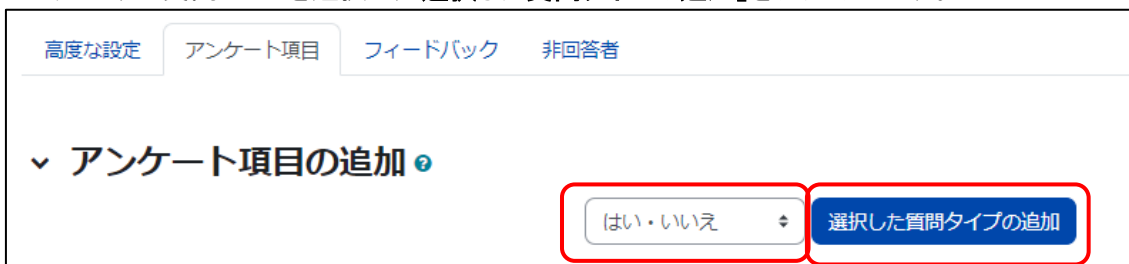 高度な設定 アンケート項目 フィードバック 非回答者
アンケート項目の追加
はい・いいえ 選択した質問タイプの追加